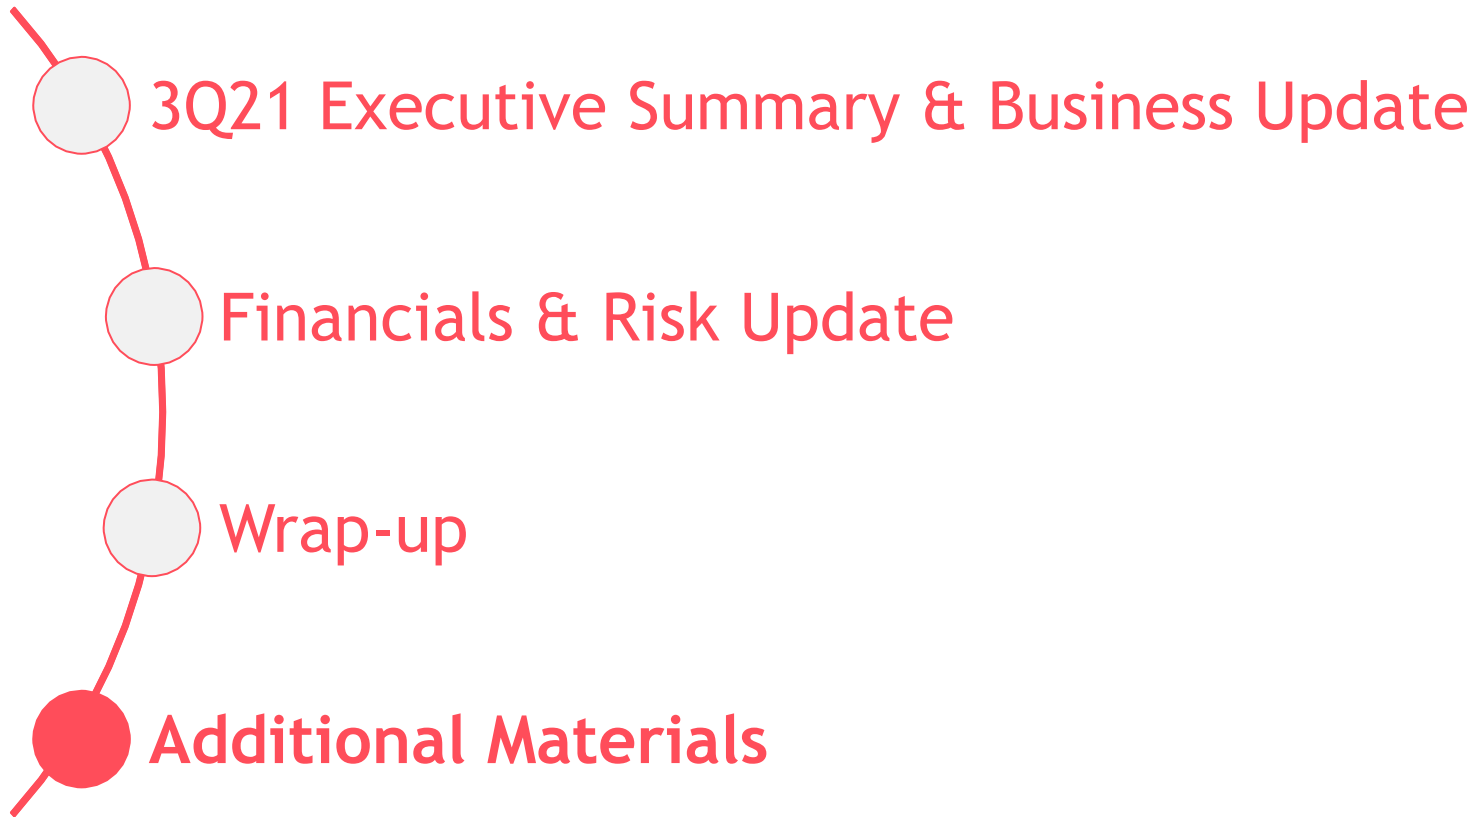 3Q21 Executive Summary & Business Update
Financials & Risk Update
Wrap-up
Additional Materials